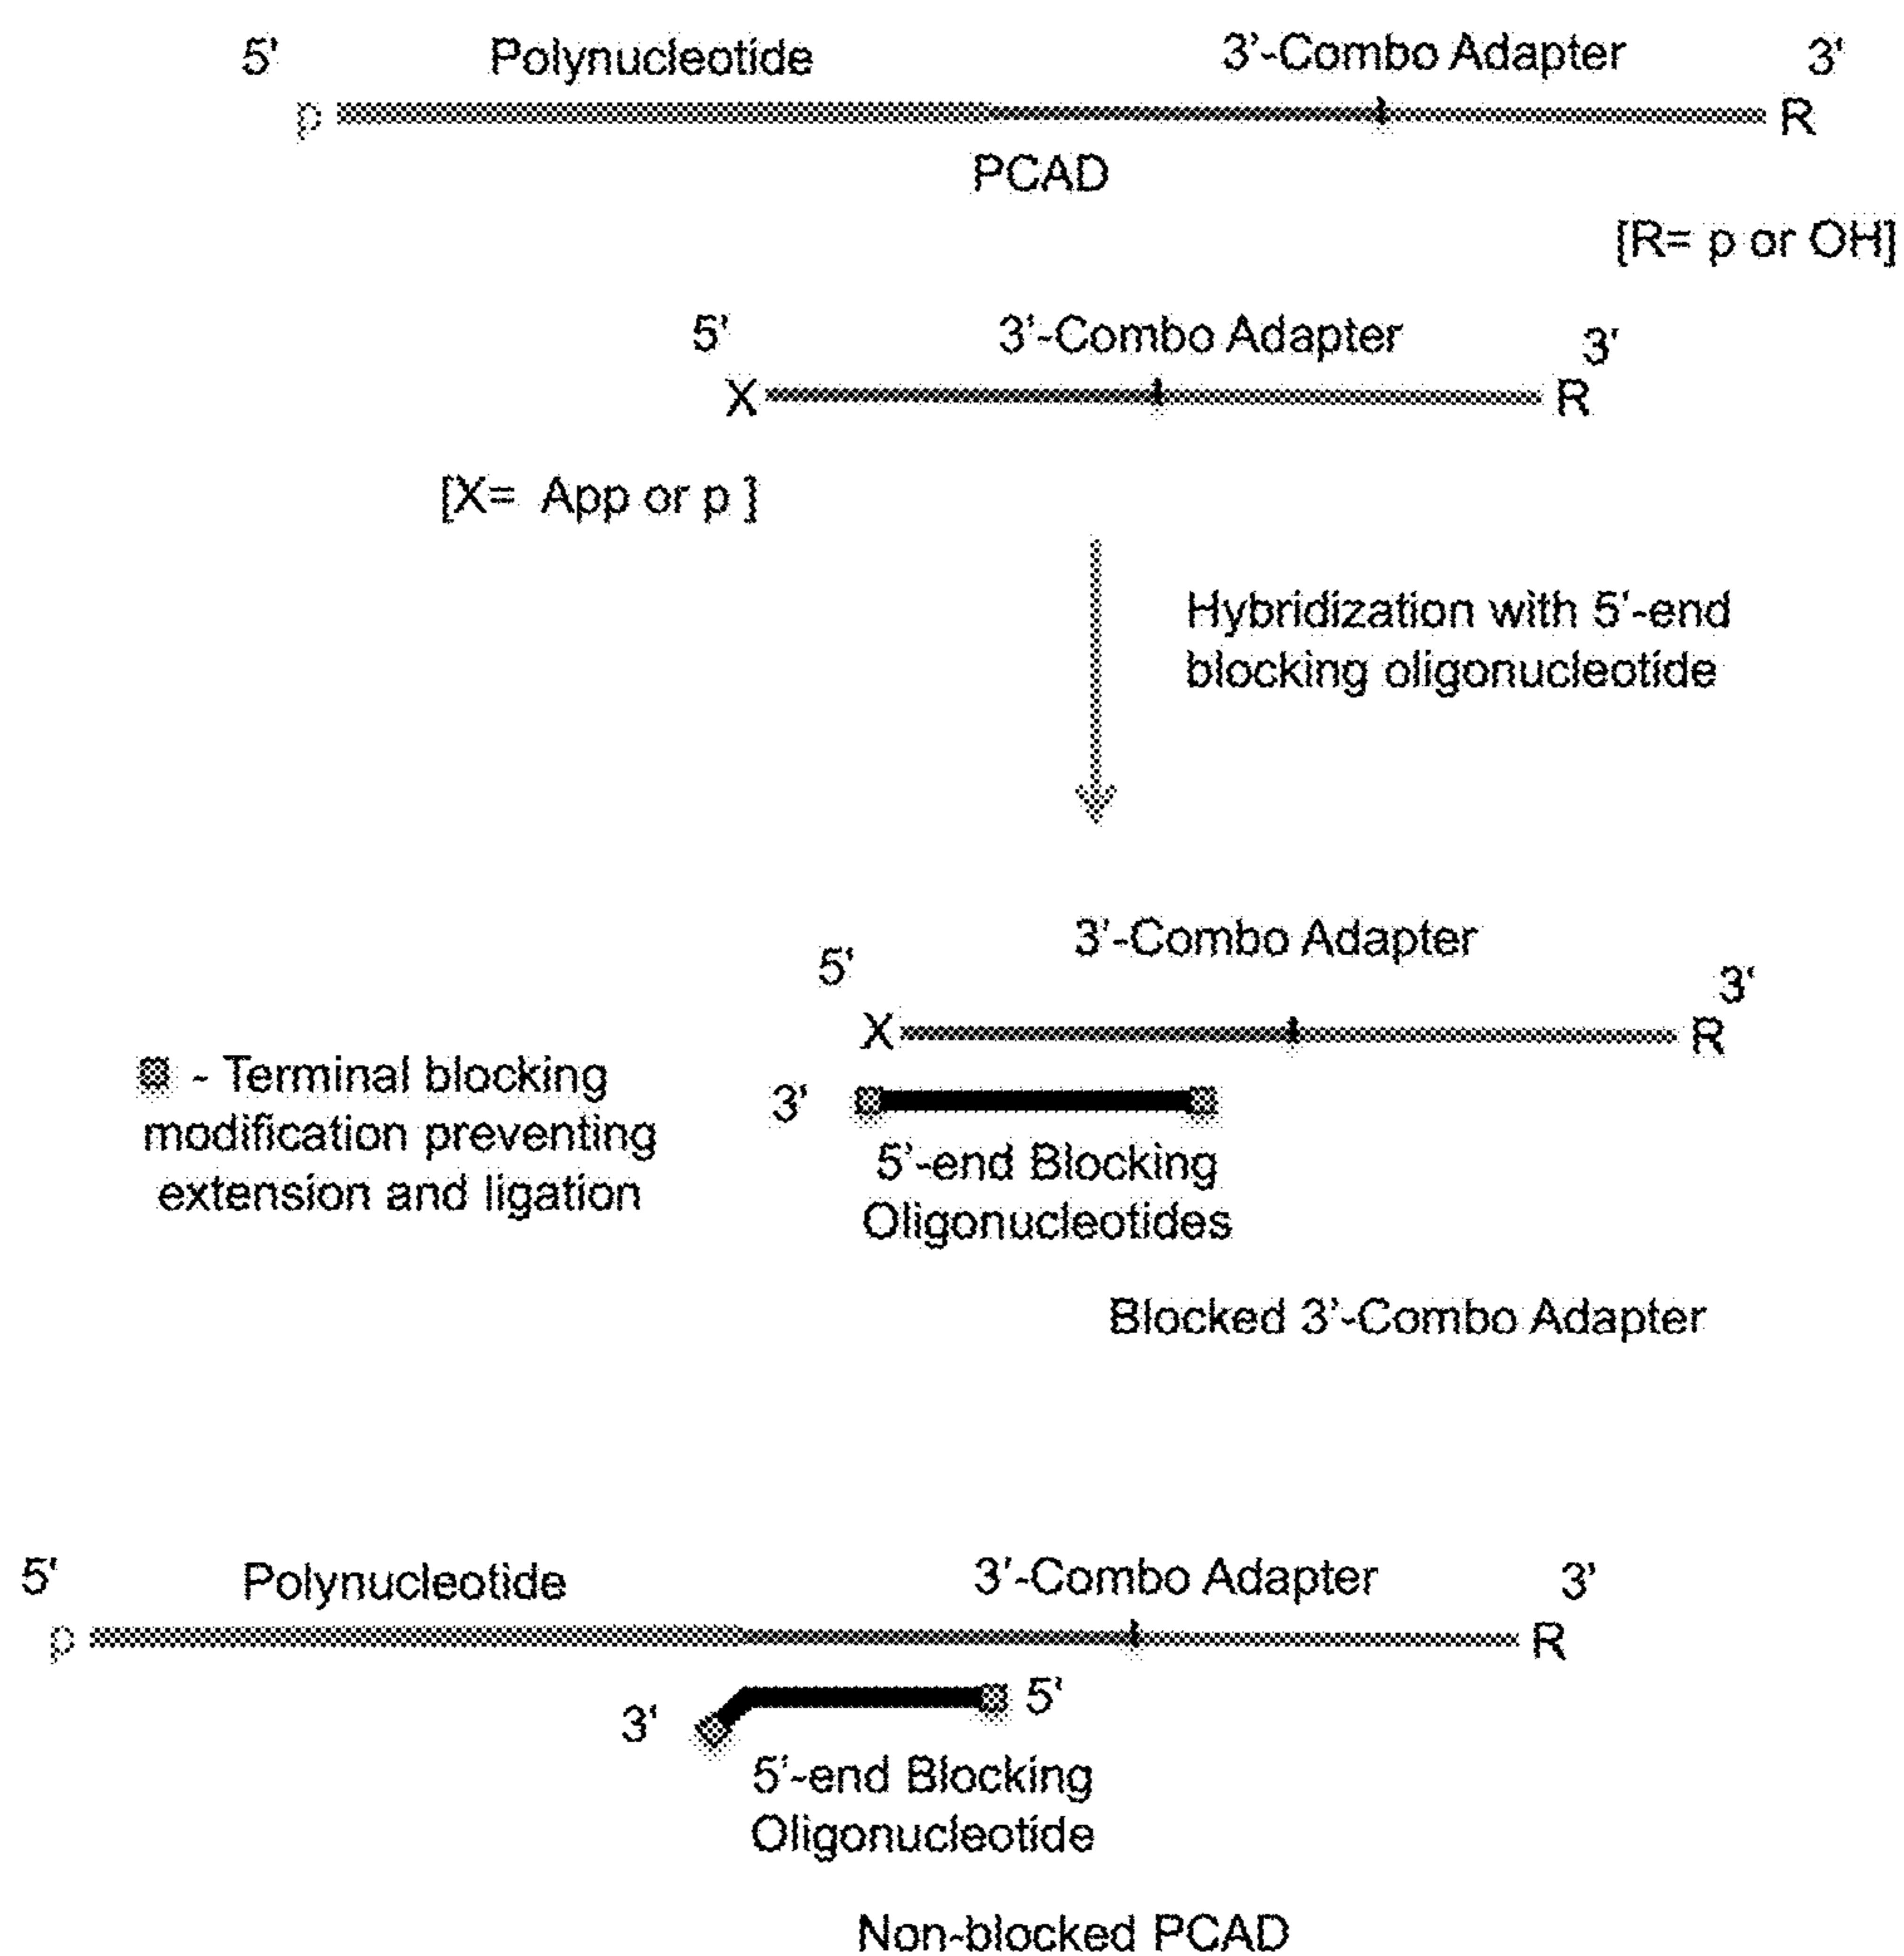 5' Polynucleotide 3'-Combo Adapter 3'
p R
PCAD
[R= p or OH]
5' 3'-Combo Adapter 3'
X R
[X= App or p ]
Hybridization with 5'-end
blocking oligonucleotide
3'-Combo Adapter
5' 3'
X R
- Terminal blocking
modification preventing
extension and ligation
3'
5'-end Blocking
Oligonucleotides
Blocked 3'-Combo Adapter
5' Polynucleotide 3'-Combo Adapter 3'
p R
3' 5'
5'-end Blocking
Oligonucleotide
Non-blocked PCAD